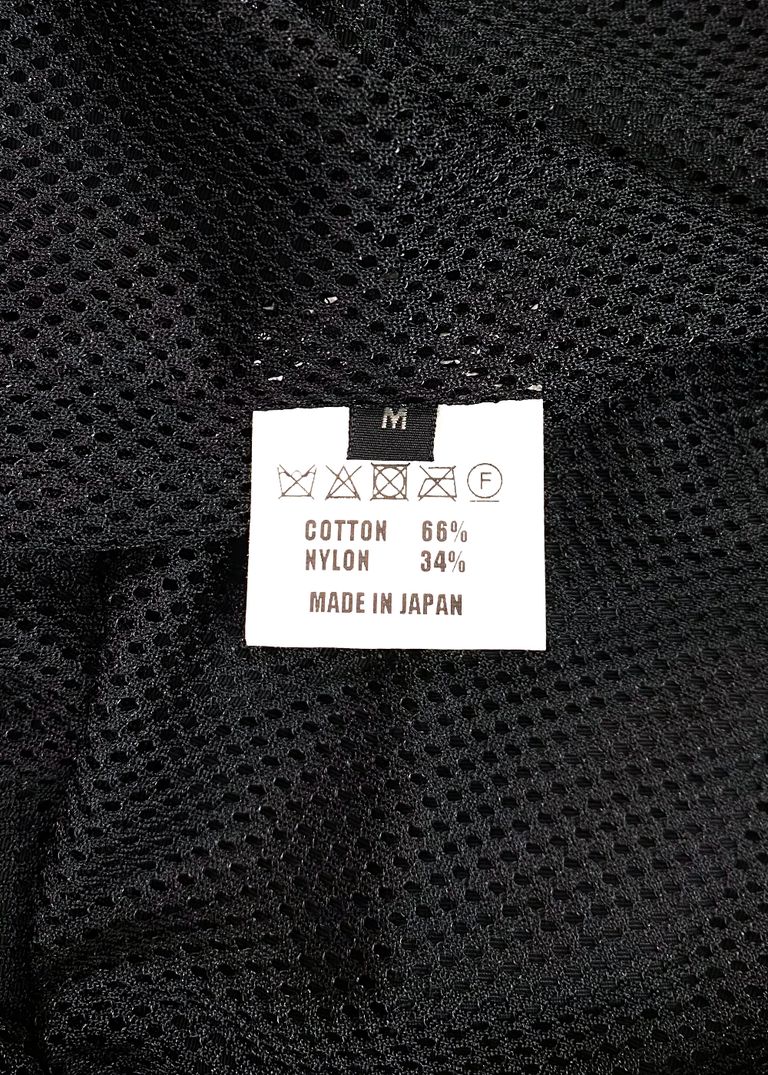 M
F
COTTON 66%
NYLON 34%
MADE IN JAPAN